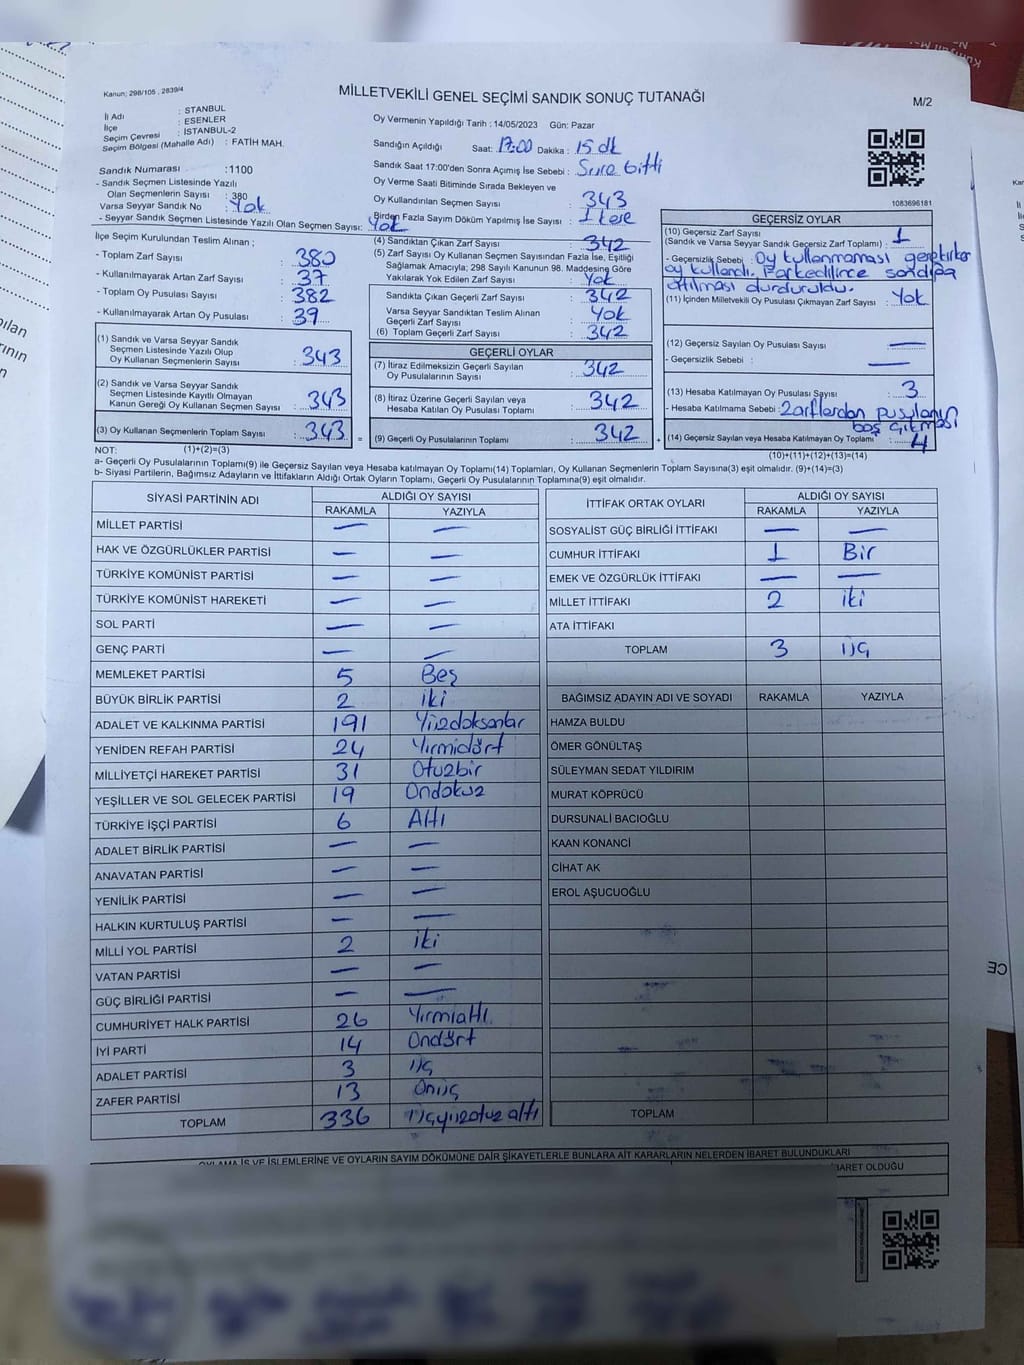 Kanun; 298/105 , 2839/4
MİLLETVEKİLİ GENEL SEÇİMİ SANDIK SONUÇ TUTANAĞI
M/2
İl Adı : STANBUL
İlçe : ESENLER
Seçim Çevresi : İSTANBUL-2
Seçim Bölgesi (Mahalle Adı) : FATİH MAH.
Sandık Numarası :1100
- Sandık Seçmen Listesinde Yazılı
Olan Seçmenlerin Sayısı : 380
Varsa Seyyar Sandık No : Yok
- Seyyar Sandık Seçmen Listesinde Yazılı Olan Seçmen Sayısı: Yok
Oy Vermenin Yapıldığı Tarih : 14/05/2023 Gün: Pazar
Sandığın Açıldığı Saat: 17:00 Dakika : 15 dk
Sandık Saat 17:00'den Sonra Açımış İse Sebebi : Süre bitti
Oy Verme Saati Bitiminde Sırada Bekleyen ve
Oy Kullandırılan Seçmen Sayısı : 343
Birden Fazla Sayım Döküm Yapılmış İse Sayısı : 1 kere
1083696181
İlçe Seçim Kurulundan Teslim Alınan ;
- Toplam Zarf Sayısı : 380
- Kullanılmayarak Artan Zarf Sayısı : 37
- Toplam Oy Pusulası Sayısı : 382
- Kullanılmayarak Artan Oy Pusulası : 39
(1) Sandık ve Varsa Seyyar Sandık
Seçmen Listesinde Yazılı Olup
Oy Kullanan Seçmenlerin Sayısı : 343
(2) Sandık ve Varsa Seyyar Sandık
Seçmen Listesinde Kayıtlı Olmayan
Kanun Gereği Oy Kullanan Seçmen Sayısı : 343
(3) Oy Kullanan Seçmenlerin Toplam Sayısı : 343
=
(4) Sandıktan Çıkan Zarf Sayısı : 342
(5) Zarf Sayısı Oy Kullanan Seçmen Sayısından Fazla İse, Eşitliği
Sağlamak Amacıyla; 298 Sayılı Kanunun 98. Maddesine Göre
Yakılarak Yok Edilen Zarf Sayısı : Yok
Sandıkta Çıkan Geçerli Zarf Sayısı : 342
Varsa Seyyar Sandıktan Teslim Alınan
Geçerli Zarf Sayısı : Yok
(6) Toplam Geçerli Zarf Sayısı : 342
GEÇERLİ OYLAR
(7) İtiraz Edilmeksizin Geçerli Sayılan
Oy Pusulalarının Sayısı : 342
(8) İtiraz Üzerine Geçerli Sayılan veya
Hesaba Katılan Oy Pusulası Toplamı : 342
(9) Geçerli Oy Pusulalarının Toplamı : 342
+
GEÇERSİZ OYLAR
(10) Geçersiz Zarf Sayısı
(Sandık ve Varsa Seyyar Sandık Geçersiz Zarf Toplamı) : 1
- Geçersizlik Sebebi : Oy kullanmaması gerekirken
oy kullandı. Farkedilince sandığa
atılması durduruldu.
(11) İçinden Milletvekili Oy Pusulası Çıkmayan Zarf Sayısı : Yok
(12) Geçersiz Sayılan Oy Pusulası Sayısı : —
- Geçersizlik Sebebi : —
(13) Hesaba Katılmayan Oy Pusulası Sayısı : 3
- Hesaba Katılmama Sebebi : Zarflardan pusulanın
boş çıkması
(14) Geçersiz Sayılan veya Hesaba Katılmayan Oy Toplamı : 4
NOT: (1)+(2)=(3)
(10)+(11)+(12)+(13)=(14)
a- Geçerli Oy Pusulalarının Toplamı(9) ile Geçersiz Sayılan veya Hesaba katılmayan Oy Toplamı(14) Toplamları, Oy Kullanan Seçmenlerin Toplam Sayısına(3) eşit olmalıdır. (9)+(14)=(3)
b- Siyasi Partilerin, Bağımsız Adayların ve İttifakların Aldığı Ortak Oyların Toplamı, Geçerli Oy Pusulalarının Toplamına(9) eşit olmalıdır.
SİYASİ PARTİNİN ADI ALDIĞI OY SAYISI
RAKAMLA YAZIYLA
MİLLET PARTİSİ — —
HAK VE ÖZGÜRLÜKLER PARTİSİ — —
TÜRKİYE KOMÜNİST PARTİSİ — —
TÜRKİYE KOMÜNİST HAREKETİ — —
SOL PARTİ — —
GENÇ PARTİ — —
MEMLEKET PARTİSİ 5 Beş
BÜYÜK BİRLİK PARTİSİ 2 iki
ADALET VE KALKINMA PARTİSİ 191 Yüzdoksanbir
YENİDEN REFAH PARTİSİ 24 Yirmidört
MİLLİYETÇİ HAREKET PARTİSİ 31 Otuzbir
YEŞİLLER VE SOL GELECEK PARTİSİ 19 Ondokuz
TÜRKİYE İŞÇİ PARTİSİ 6 Altı
ADALET BİRLİK PARTİSİ — —
ANAVATAN PARTİSİ — —
YENİLİK PARTİSİ — —
HALKIN KURTULUŞ PARTİSİ — —
MİLLİ YOL PARTİSİ 2 iki
VATAN PARTİSİ — —
GÜÇ BİRLİĞİ PARTİSİ — —
CUMHURİYET HALK PARTİSİ 26 Yirmialtı
İYİ PARTİ 14 Ondört
ADALET PARTİSİ 3 üç
ZAFER PARTİSİ 13 Onüç
TOPLAM 336 üçyüzotuz altı
İTTİFAK ORTAK OYLARI ALDIĞI OY SAYISI
RAKAMLA YAZIYLA
SOSYALİST GÜÇ BİRLİĞİ İTTİFAKI — —
CUMHUR İTTİFAKI 1 Bir
EMEK VE ÖZGÜRLÜK İTTİFAKI — —
MİLLET İTTİFAKI 2 iki
ATA İTTİFAKI
TOPLAM 3 üç
BAĞIMSIZ ADAYIN ADI VE SOYADI RAKAMLA YAZIYLA
HAMZA BULDU
ÖMER GÖNÜLTAŞ
SÜLEYMAN SEDAT YILDIRIM
MURAT KÖPRÜCÜ
DURSUNALİ BACIOĞLU
KAAN KONANCİ
CİHAT AK
EROL AŞUCUOĞLU
TOPLAM
OYLAMA İŞ VE İŞLEMLERİNE VE OYLARIN SAYIM DÖKÜMÜNE DAİR ŞİKAYETLERLE BUNLARA AİT KARARLARIN NELERDEN İBARET BULUNDUKLARI
İBARET OLDUĞU